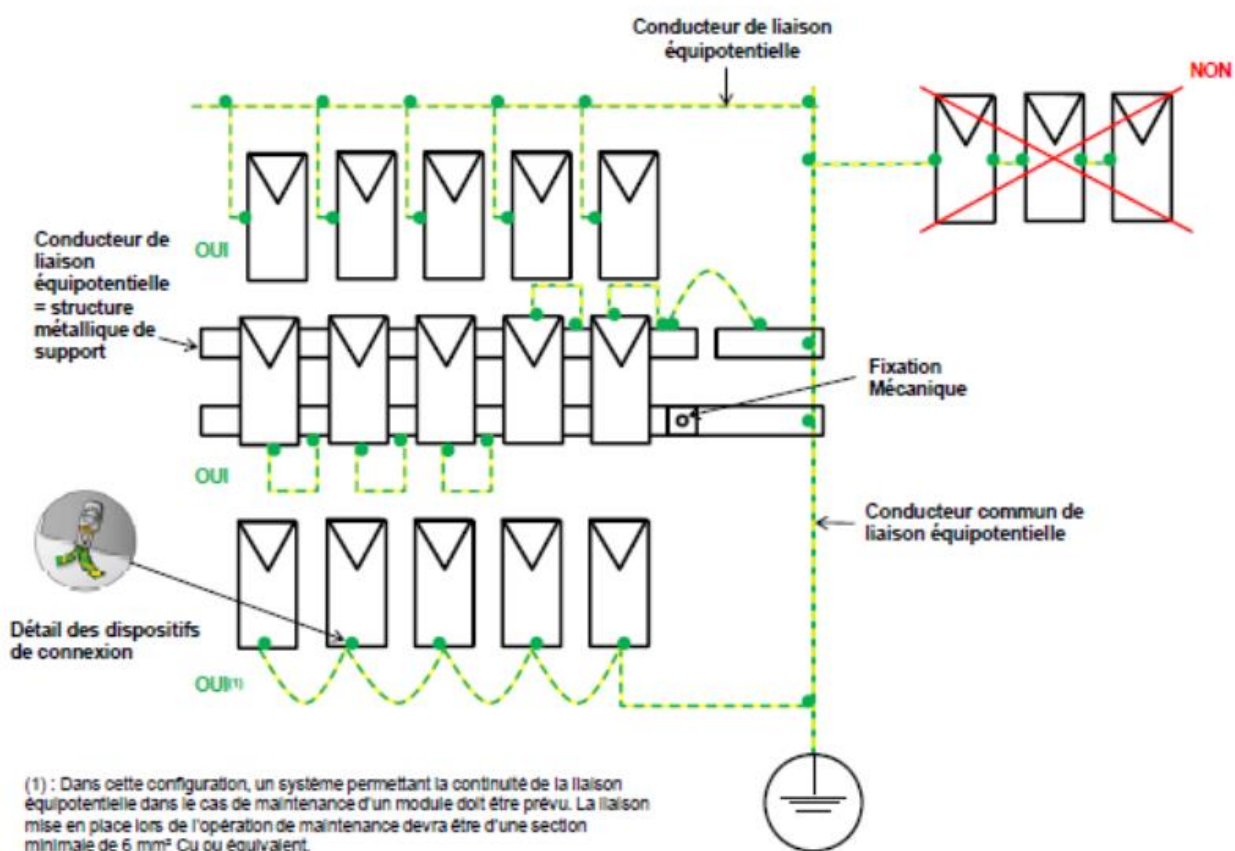 Conducteur de liaison
équipotentielle
NON
Conducteur de
liaison
équipotentielle
= structure
métallique de
support
OUI
Fixation
Mécanique
OUI
Conducteur commun de
liaison équipotentielle
Détail des dispositifs
de connexion
OUI(1)
(1) : Dans cette configuration, un système permettant la continuité de la liaison
équipotentielle dans le cas de maintenance d'un module doit être prévu. La liaison
mise en place lors de l'opération de maintenance devra être d'une section
minimale de 6 mm² Cu ou équivalent.